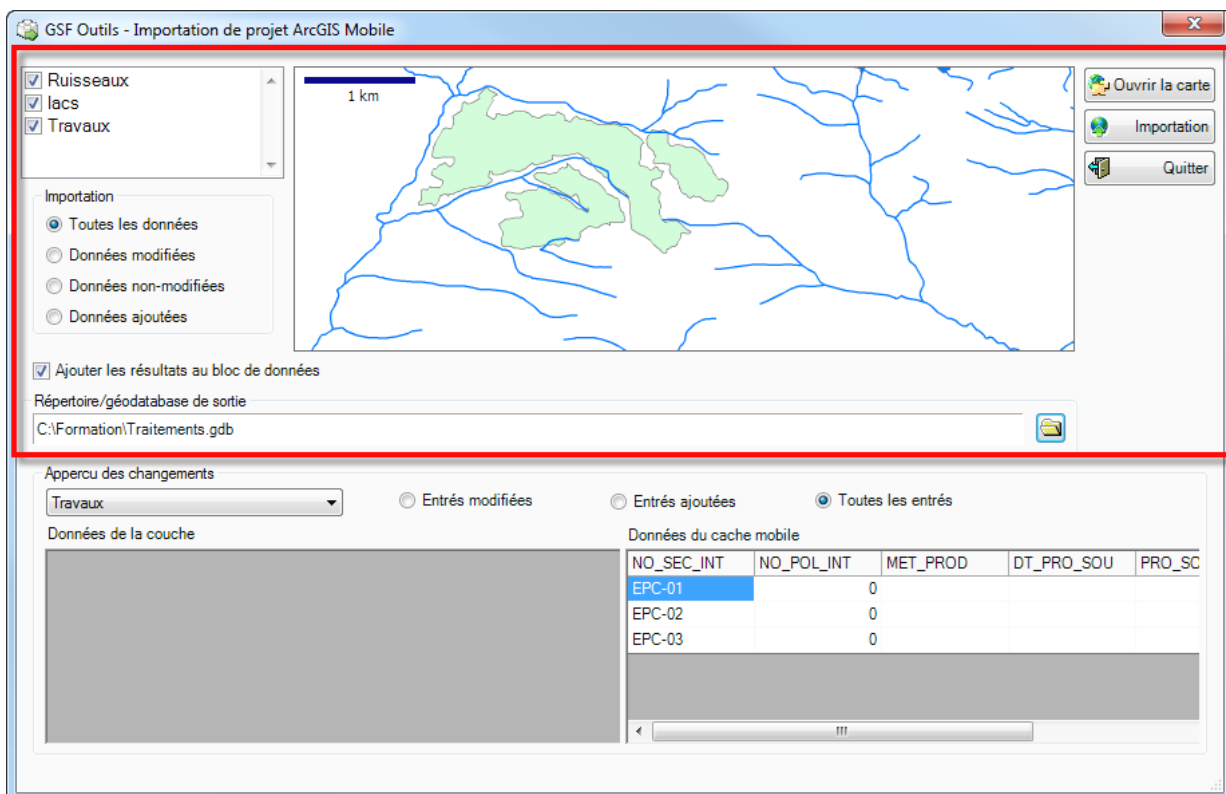 GSF Outils - Importation de projet ArcGIS Mobile
Ruisseaux
lacs
Travaux
1 km
Ouvrir la carte
Importation
Quitter
Importation
Toutes les données
Données modifiées
Données non-modifiées
Données ajoutées
Ajouter les résultats au bloc de données
Répertoire/géodatabase de sortie
C:\Formation\Traitements.gdb
Appercu des changements
Travaux
Entrés modifiées
Entrés ajoutées
Toutes les entrés
Données de la couche
Données du cache mobile
NO_SEC_INT NO_POL_INT MET_PROD DT_PRO_SOU PRO_SO
EPC-01 0
EPC-02 0
EPC-03 0